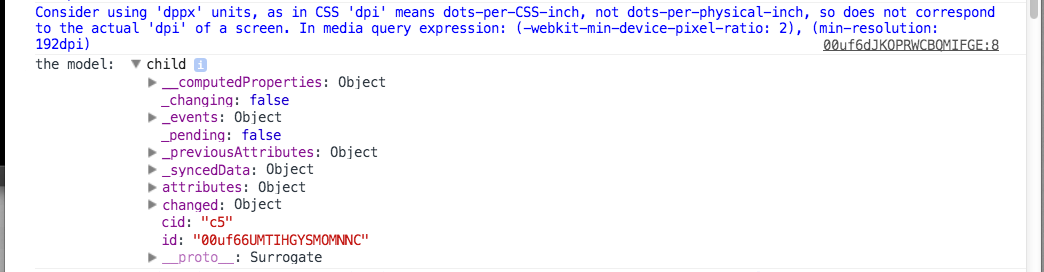 Consider using 'dppx' units, as in CSS 'dpi' means dots-per-CSS-inch, not dots-per-physical-inch, so does not correspond
to the actual 'dpi' of a screen. In media query expression: (-webkit-min-device-pixel-ratio: 2), (min-resolution:
192dpi) 00uf6dJKOPRWCBQMIFGE:8
the model: ▼ child i
▶ __computedProperties: Object
_changing: false
▶ _events: Object
_pending: false
▶ _previousAttributes: Object
▶ _syncedData: Object
▶ attributes: Object
▶ changed: Object
cid: "c5"
id: "00uf66UMTIHGYSMOMNNC"
▶ __proto__: Surrogate